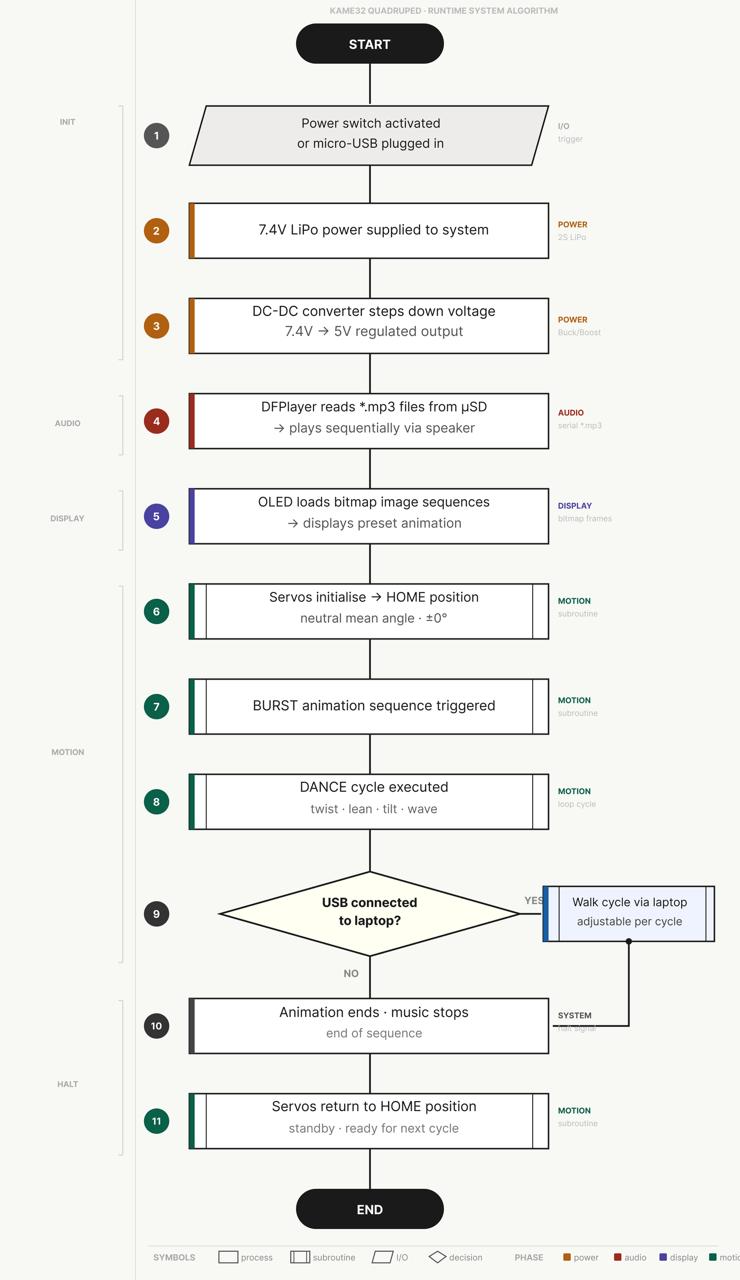 KAME32 QUADRUPED · RUNTIME SYSTEM ALGORITHM
START
INIT
1
Power switch activated
or micro-USB plugged in
I/O
trigger
2
7.4V LiPo power supplied to system
POWER
2S LiPo
3
DC-DC converter steps down voltage
7.4V → 5V regulated output
POWER
Buck/Boost
AUDIO
4
DFPlayer reads *.mp3 files from µSD
→ plays sequentially via speaker
AUDIO
serial *.mp3
DISPLAY
5
OLED loads bitmap image sequences
→ displays preset animation
DISPLAY
bitmap frames
6
Servos initialise → HOME position
neutral mean angle · ±0°
MOTION
subroutine
7
BURST animation sequence triggered
MOTION
subroutine
MOTION
8
DANCE cycle executed
twist · lean · tilt · wave
MOTION
loop cycle
9
USB connected
to laptop?
YES
Walk cycle via laptop
adjustable per cycle
NO
10
Animation ends · music stops
end of sequence
SYSTEM
halt signal
HALT
11
Servos return to HOME position
standby · ready for next cycle
MOTION
subroutine
END
SYMBOLS process subroutine I/O decision PHASE power audio display motio